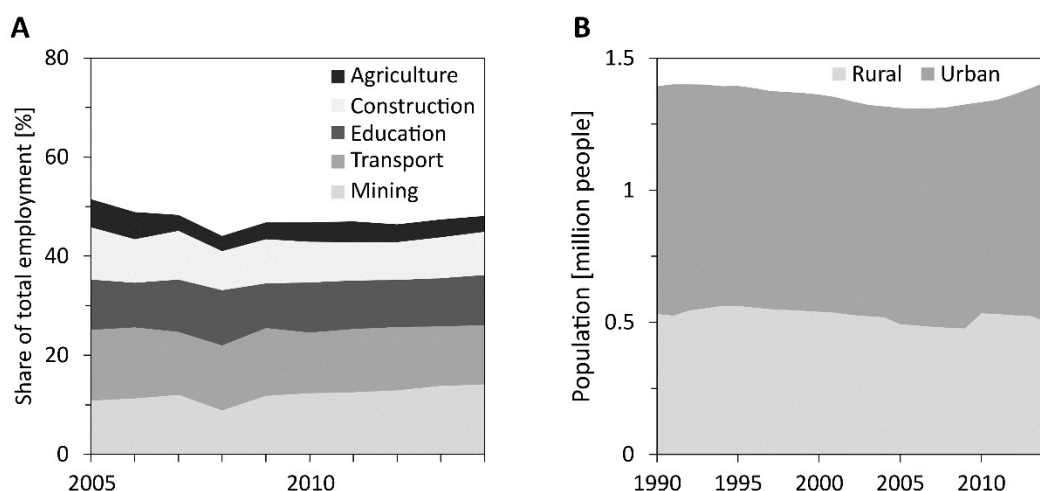 A
Share of total employment [%]
80
60
40
20
0
Agriculture
Construction
Education
Transport
Mining
2005
2010
B
Population [million people]
1.5
1
0.5
0
Rural
Urban
1990
1995
2000
2005
2010